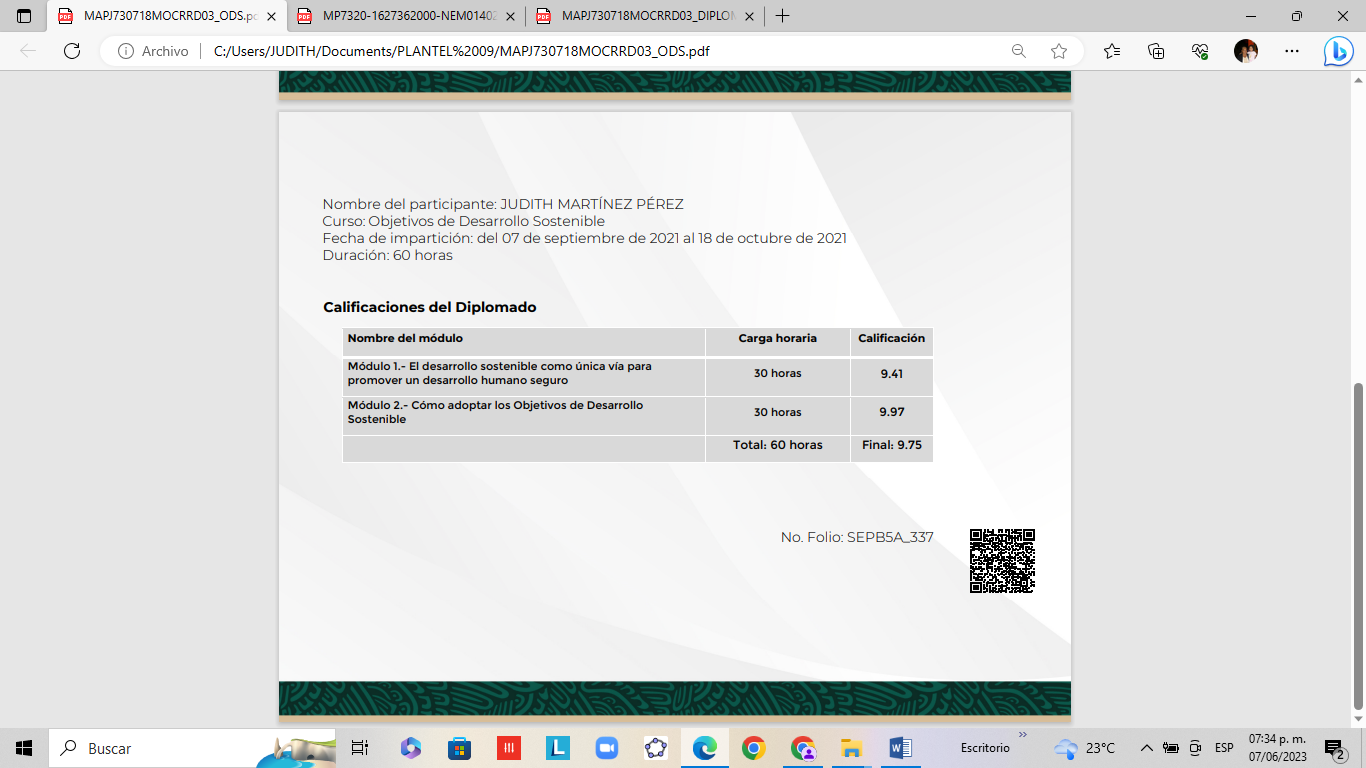 MAPJ730718MOCRRD03_ODS.pd
MP7320-1627362000-NEM01402
MAPJ730718MOCRRD03_DIPLOM
Archivo
C:/Users/JUDITH/Documents/PLANTEL%2009/MAPJ730718MOCRRD03_ODS.pdf
Nombre del participante: JUDITH MARTÍNEZ PÉREZ
Curso: Objetivos de Desarrollo Sostenible
Fecha de impartición: del 07 de septiembre de 2021 al 18 de octubre de 2021
Duración: 60 horas
Calificaciones del Diplomado
Nombre del módulo Carga horaria Calificación
Módulo 1.- El desarrollo sostenible como única vía para
promover un desarrollo humano seguro
30 horas 9.41
Módulo 2.- Cómo adoptar los Objetivos de Desarrollo
Sostenible
30 horas 9.97
Total: 60 horas Final: 9.75
No. Folio: SEPB5A_337
Buscar
Escritorio
23°C
ESP
07:34 p. m.
07/06/2023
2